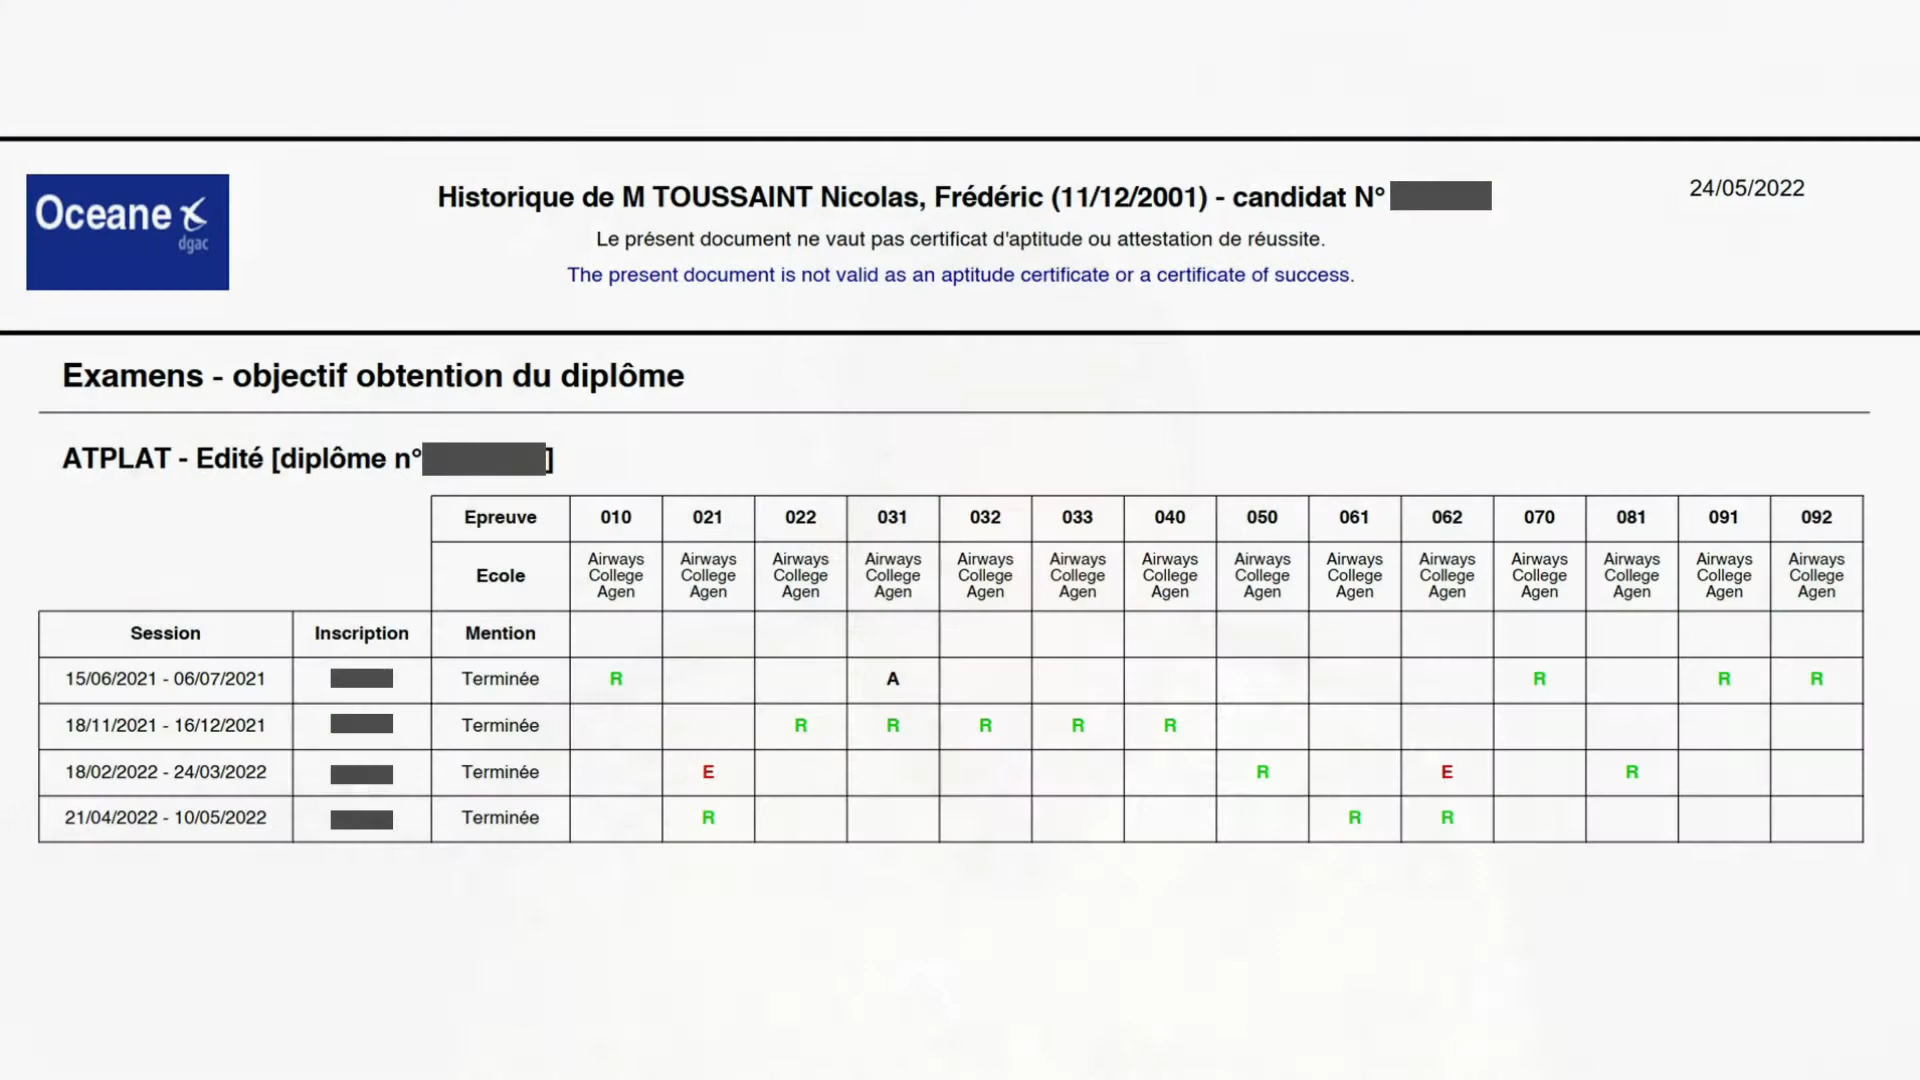 Oceane
dgac
Historique de M TOUSSAINT Nicolas, Frédéric (11/12/2001) - candidat N°
24/05/2022
Le présent document ne vaut pas certificat d'aptitude ou attestation de réussite.
The present document is not valid as an aptitude certificate or a certificate of success.
Examens - objectif obtention du diplôme
ATPLAT - Edité [diplôme n° ]
Epreuve 010 021 022 031 032 033 040 050 061 062 070 081 091 092
Ecole
Airways Airways Airways Airways Airways Airways Airways Airways Airways Airways Airways Airways Airways Airways
College College College College College College College College College College College College College College
Agen Agen Agen Agen Agen Agen Agen Agen Agen Agen Agen Agen Agen Agen
Session Inscription Mention
15/06/2021 - 06/07/2021 Terminée R A R R R
18/11/2021 - 16/12/2021 Terminée R R R R R
18/02/2022 - 24/03/2022 Terminée E R E R
21/04/2022 - 10/05/2022 Terminée R R R